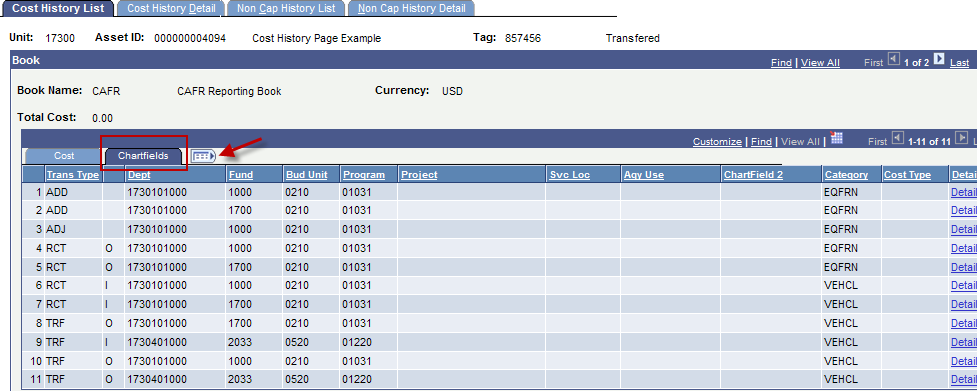 Cost History List Cost History Detail Non Cap History List Non Cap History Detail
Unit: 17300 Asset ID: 000000004094 Cost History Page Example Tag: 857456 Transfered
Book Find | View All First 1 of 2 Last
Book Name: CAFR CAFR Reporting Book Currency: USD
Total Cost: 0.00
Customize | Find | View All | First 1-11 of 11 L
Cost Chartfields
Trans Type Dept Fund Bud Unit Program Project Svc Loc Agy Use ChartField 2 Category Cost Type Detai
1 ADD 1730101000 1000 0210 01031 EQFRN Detail
2 ADD 1730101000 1700 0210 01031 EQFRN Detail
3 ADJ 1730101000 1000 0210 01031 EQFRN Detail
4 RCT O 1730101000 1000 0210 01031 EQFRN Detail
5 RCT O 1730101000 1700 0210 01031 EQFRN Detail
6 RCT I 1730101000 1000 0210 01031 VEHCL Detail
7 RCT I 1730101000 1700 0210 01031 VEHCL Detail
8 TRF O 1730101000 1700 0210 01031 VEHCL Detail
9 TRF I 1730401000 2033 0520 01220 VEHCL Detail
10 TRF O 1730101000 1000 0210 01031 VEHCL Detail
11 TRF O 1730401000 2033 0520 01220 VEHCL Detail